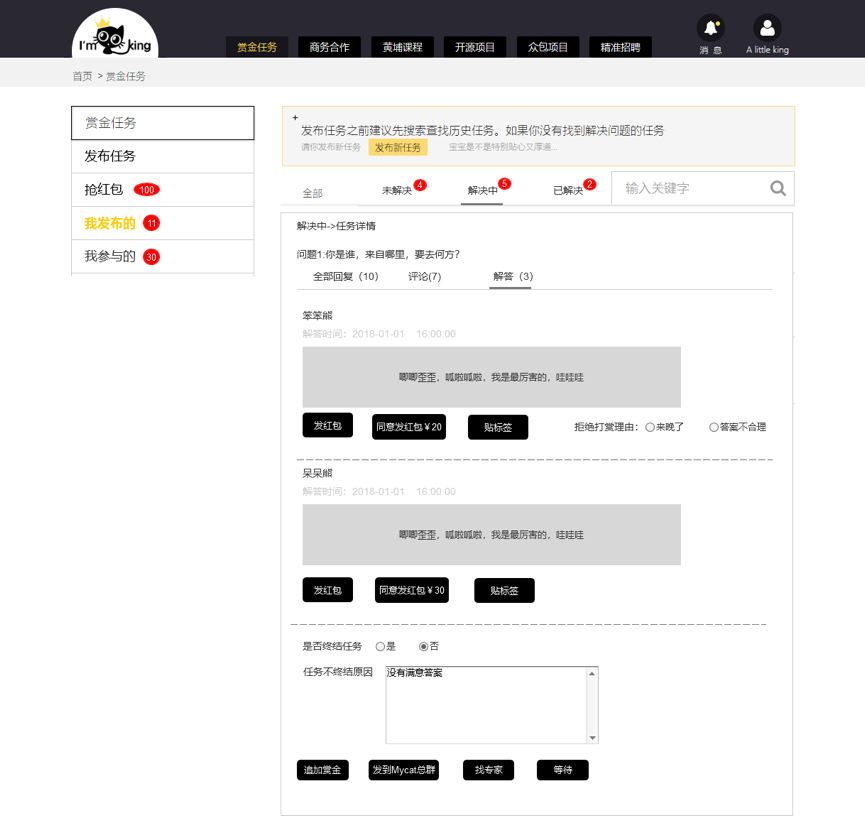 I'm king
赏金任务 商务合作 黄埔课程 开源项目 众包项目 精准招聘
消 息 A little king
首页 > 赏金任务
赏金任务
发布任务
抢红包 100
我发布的 11
我参与的 30
+
发布任务之前建议先搜索查找历史任务。如果你没有找到解决问题的任务
请你发布新任务 发布新任务 宝宝是不是特别贴心又厚道...
全部 未解决 4 解决中 5 已解决 2 输入关键字
解决中->任务详情
问题1:你是谁，来自哪里，要去何方?
全部回复（10） 评论(7) 解答（3）
笨笨熊
解答时间：2018-01-01 16:00:00
唧唧歪歪，呱啦呱啦，我是最厉害的，哇哇哇
发红包 同意发红包￥20 贴标签 拒绝打赏理由： 来晚了 答案不合理
呆呆熊
解答时间：2018-01-01 16:00:00
唧唧歪歪，呱啦呱啦，我是最厉害的，哇哇哇
发红包 同意发红包￥30 贴标签
是否终结任务 是 否
任务不终结原因 没有满意答案
追加赏金 发到Mycat总群 找专家 等待